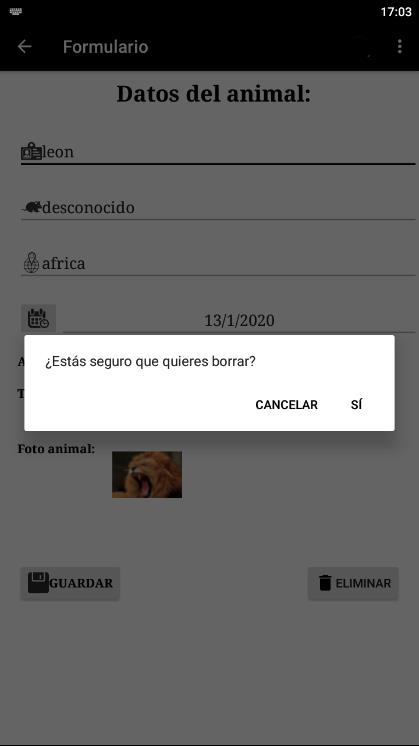 17:03
Formulario
Datos del animal:
leon
desconocido
africa
13/1/2020
¿Estás seguro que quieres borrar?
CANCELAR SÍ
Foto animal:
GUARDAR ELIMINAR